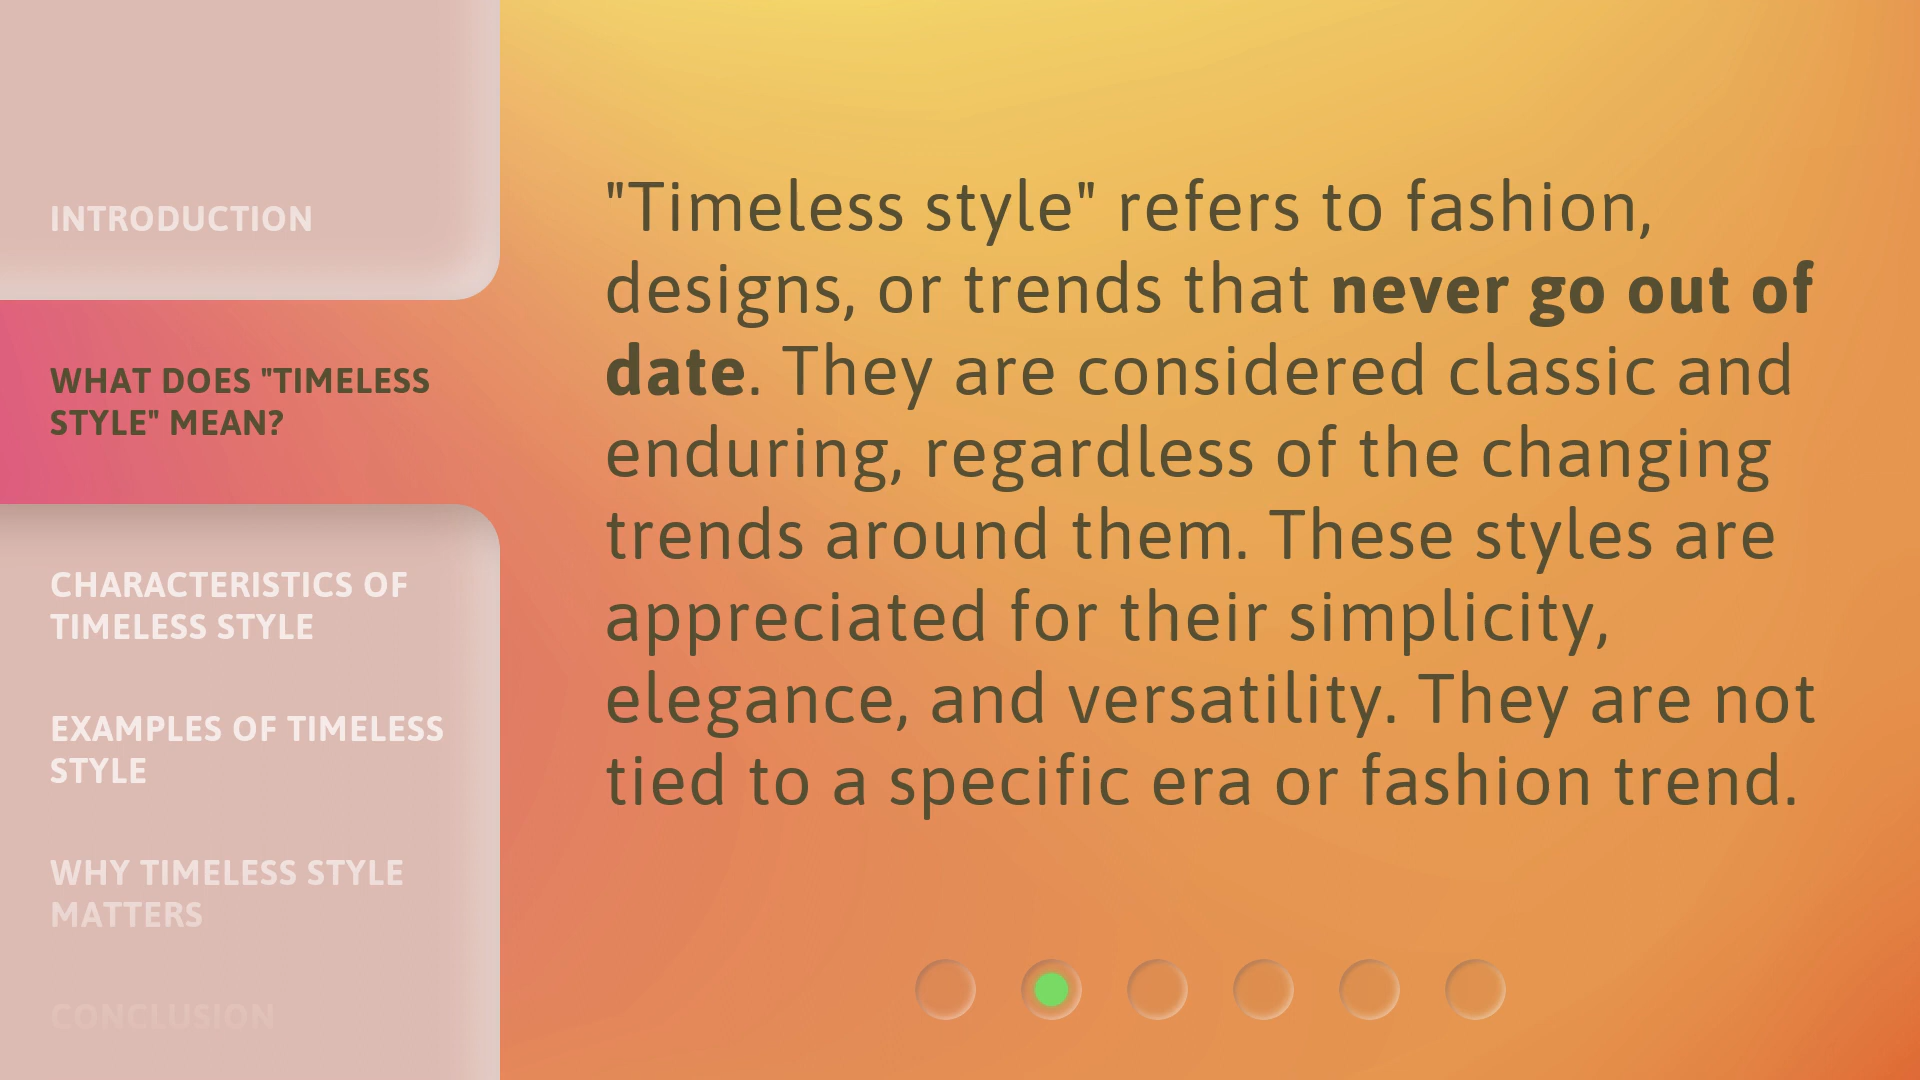 INTRODUCTION
WHAT DOES "TIMELESS
STYLE" MEAN?
CHARACTERISTICS OF
TIMELESS STYLE
EXAMPLES OF TIMELESS
STYLE
WHY TIMELESS STYLE
MATTERS
CONCLUSION
"Timeless style" refers to fashion,
designs, or trends that never go out of
date. They are considered classic and
enduring, regardless of the changing
trends around them. These styles are
appreciated for their simplicity,
elegance, and versatility. They are not
tied to a specific era or fashion trend.